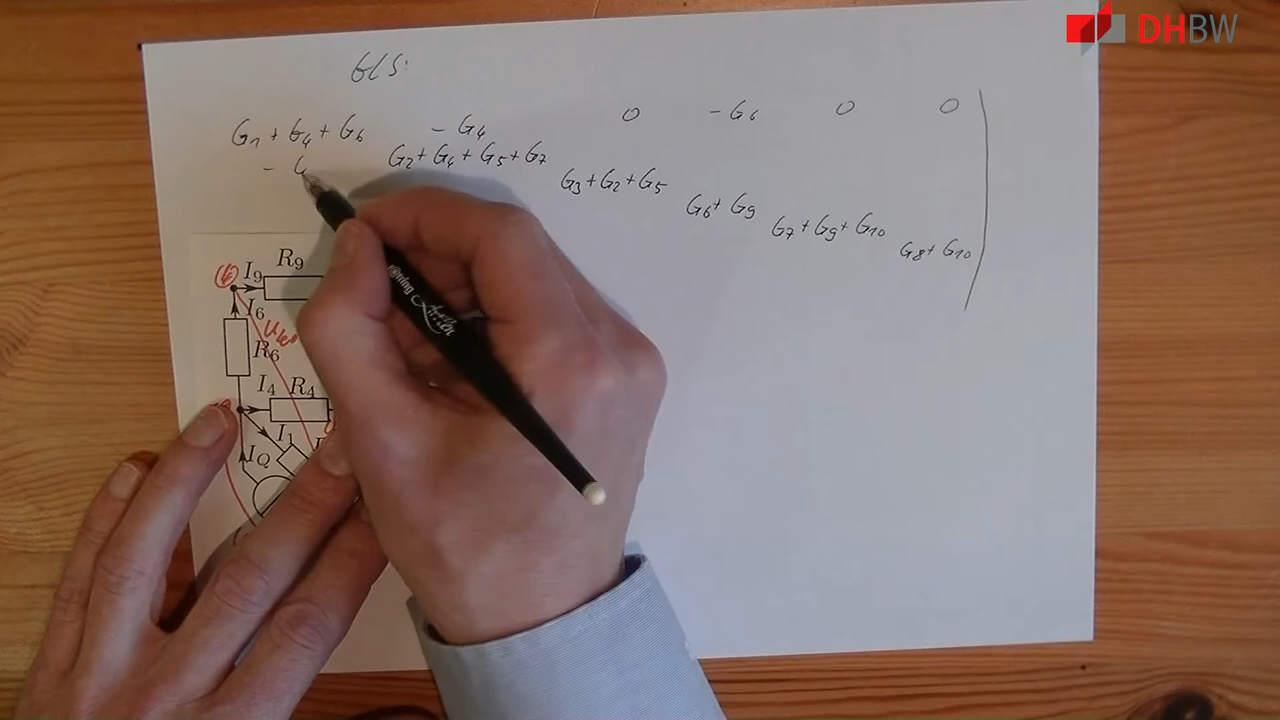 DHBW
GLS:
G1 + G4 + G6 - G4 0 - G6 0 0
- G G2 + G4 + G5 + G7
G3 + G2 + G5
G6 + G9
G7 + G9 + G10
G8 + G10
R9
I9
I6
R6
I4 R4
I1
IQ